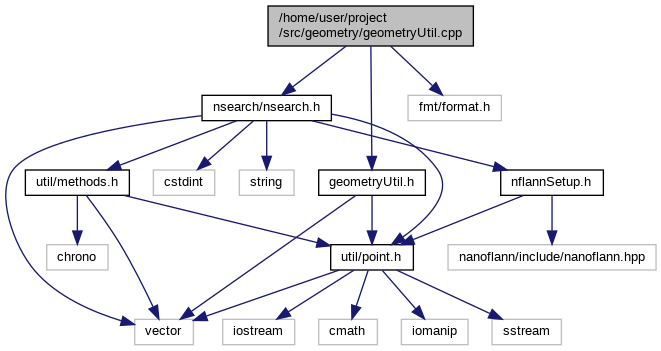 /home/user/project
/src/geometry/geometryUtil.cpp
nsearch/nsearch.h
fmt/format.h
util/methods.h
cstdint
string
geometryUtil.h
nflannSetup.h
chrono
util/point.h
nanoflann/include/nanoflann.hpp
vector
iostream
cmath
iomanip
sstream